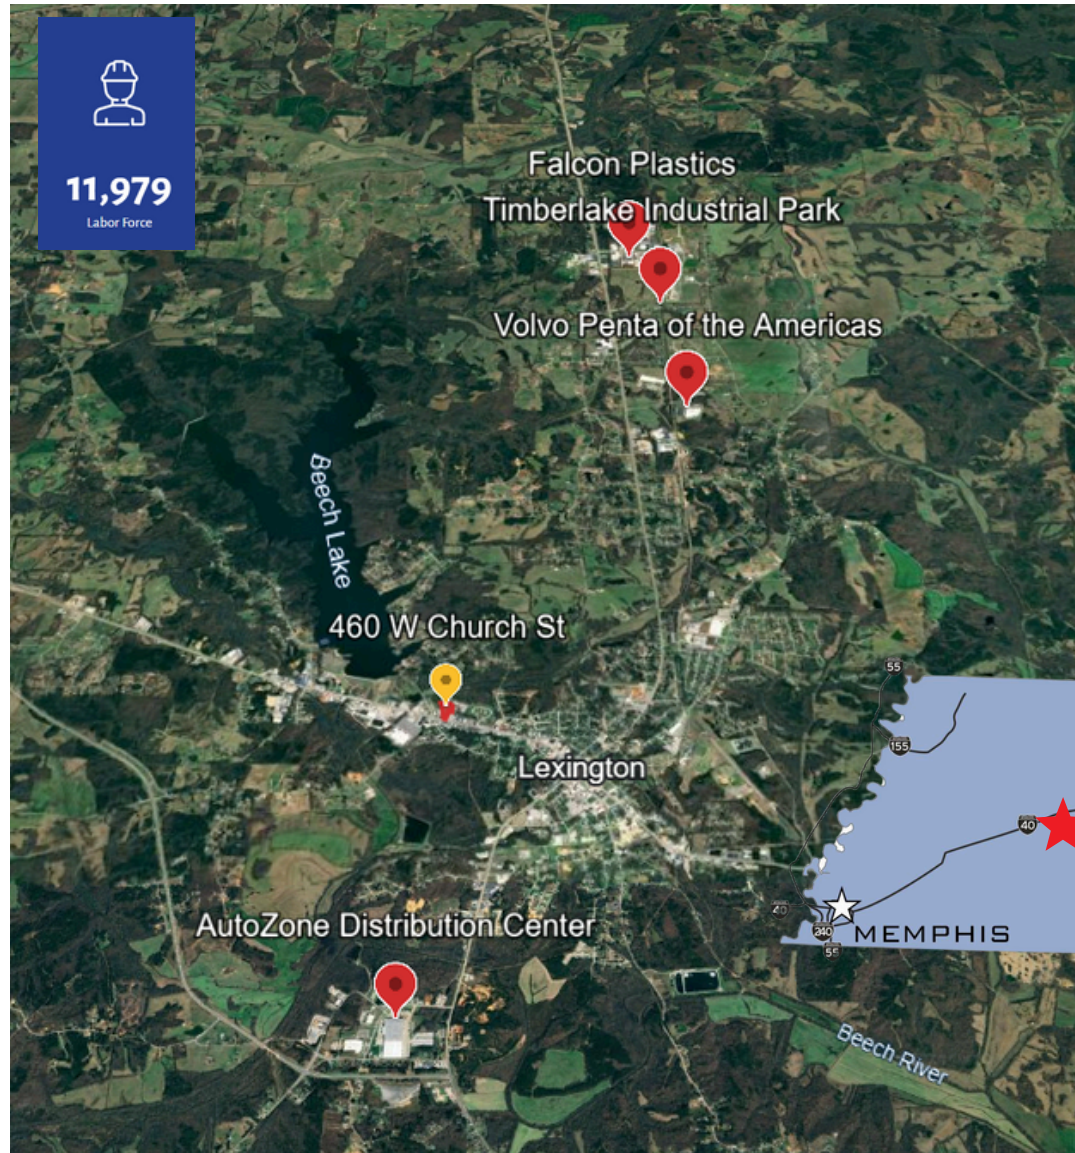 11,979
Labor Force
Falcon Plastics
Timberlake Industrial Park
Volvo Penta of the Americas
Beech Lake
460 W Church St
Lexington
55
155
40
40
240
55
MEMPHIS
AutoZone Distribution Center
Beech River